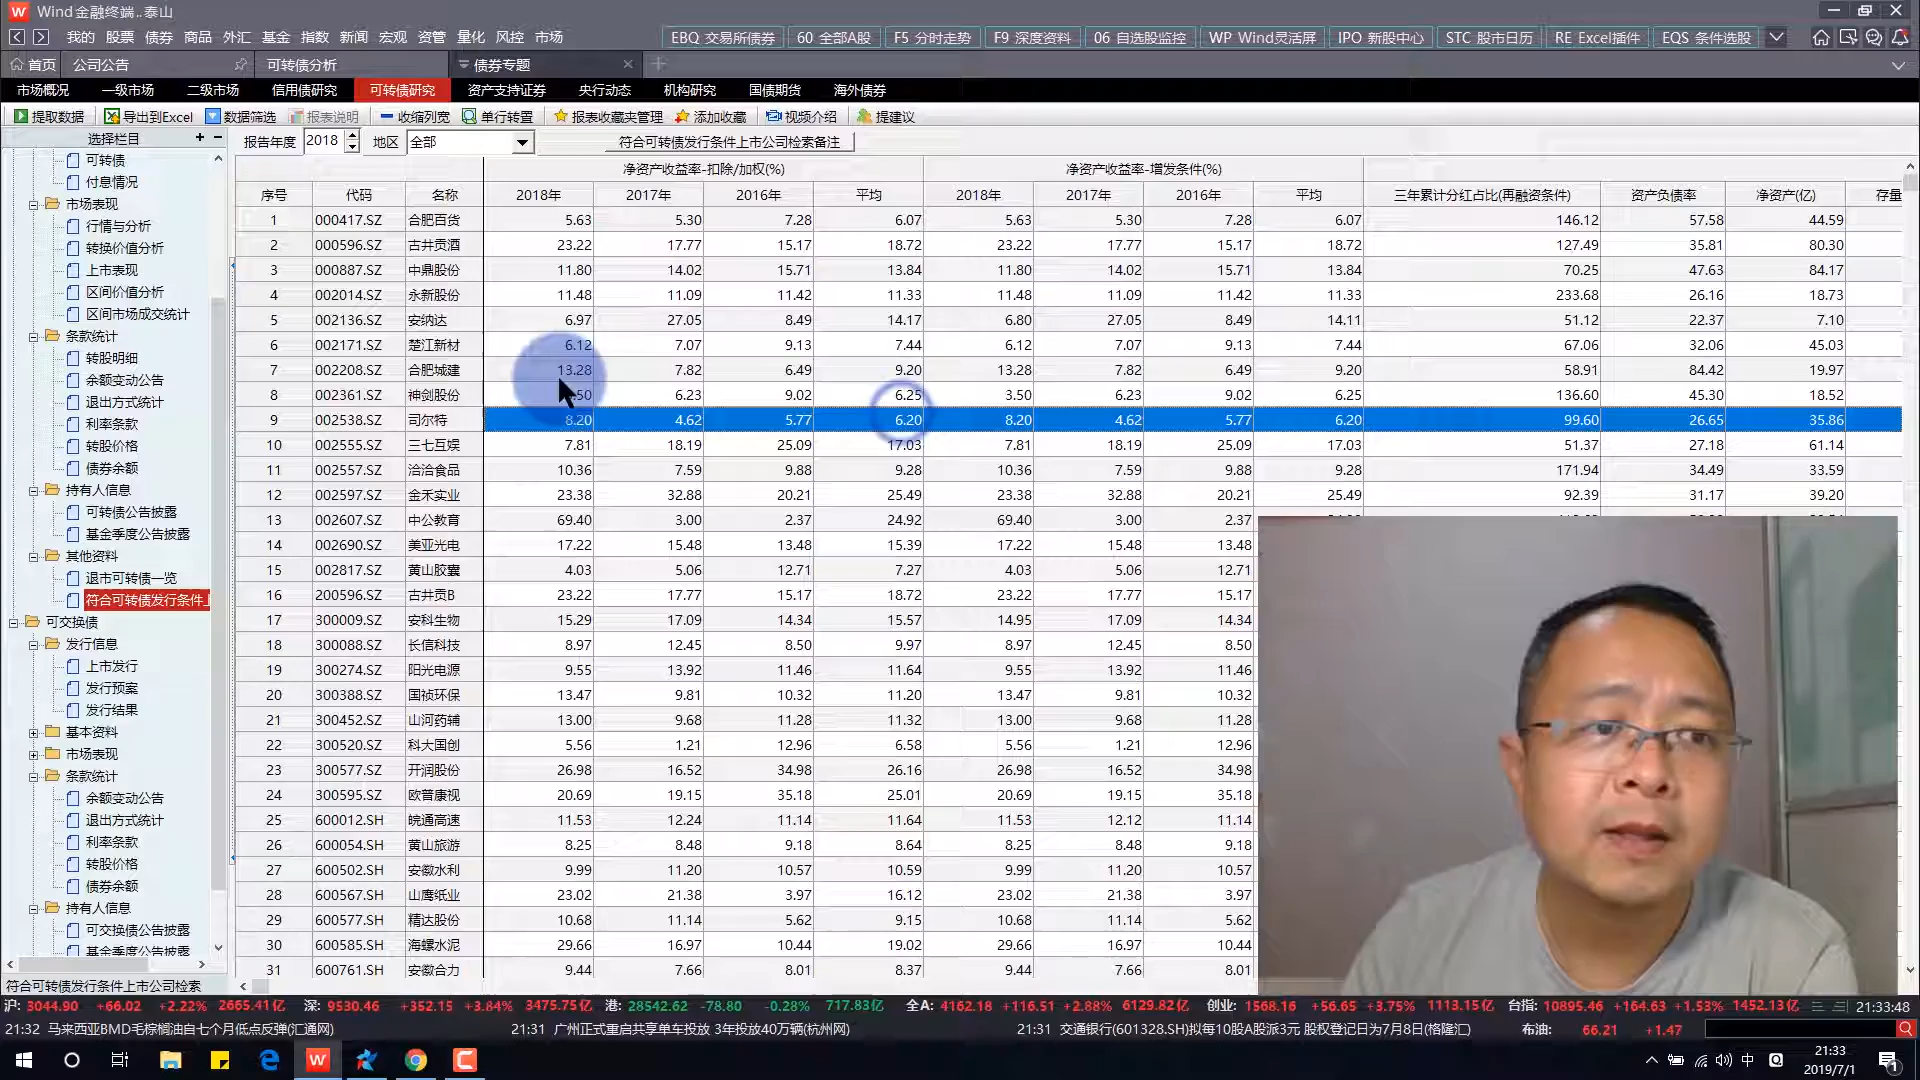 Wind金融终端..泰山
我的 股票 债券 商品 外汇 基金 指数 新闻 宏观 资管 量化 风控 市场 EBQ 交易所债券 60 全部A股 F5 分时走势 F9 深度资料 06 自选股监控 WP Wind灵活屏 IPO 新股中心 STC 股市日历 RE Excel插件 EQS 条件选股
首页 公司公告 可转债分析 债券专题
市场概况 一级市场 二级市场 信用债研究 可转债研究 资产支持证券 央行动态 机构研究 国债期货 海外债券
提取数据 导出到Excel 数据筛选 报表说明 收缩列宽 单行转置 报表收藏夹管理 添加收藏 视频介绍 提建议
选择栏目
可转债
付息情况
市场表现
行情与分析
转换价值分析
上市表现
区间价值分析
区间市场成交统计
条款统计
转股明细
余额变动公告
退出方式统计
利率条款
转股价格
债券余额
持有人信息
可转债公告披露
基金季度公告披露
其他资料
退市可转债一览
符合可转债发行条件上
可交换债
发行信息
上市发行
发行预案
发行结果
基本资料
市场表现
条款统计
余额变动公告
退出方式统计
利率条款
转股价格
债券余额
持有人信息
可交换债公告披露
基金季度公告披露
符合可转债发行条件上市公司检索
报告年度 2018 地区 全部 符合可转债发行条件上市公司检索备注
净资产收益率-扣除/加权(%) 净资产收益率-增发条件(%)
序号 代码 名称 2018年 2017年 2016年 平均 2018年 2017年 2016年 平均 三年累计分红占比(再融资条件) 资产负债率 净资产(亿) 存量
1 000417.SZ 合肥百货 5.63 5.30 7.28 6.07 5.63 5.30 7.28 6.07 146.12 57.58 44.59
2 000596.SZ 古井贡酒 23.22 17.77 15.17 18.72 23.22 17.77 15.17 18.72 127.49 35.81 80.30
3 000887.SZ 中鼎股份 11.80 14.02 15.71 13.84 11.80 14.02 15.71 13.84 70.25 47.63 84.17
4 002014.SZ 永新股份 11.48 11.09 11.42 11.33 11.48 11.09 11.42 11.33 233.68 26.16 18.73
5 002136.SZ 安纳达 6.97 27.05 8.49 14.17 6.80 27.05 8.49 14.11 51.12 22.37 7.10
6 002171.SZ 楚江新材 6.12 7.07 9.13 7.44 6.12 7.07 9.13 7.44 67.06 32.06 45.03
7 002208.SZ 合肥城建 13.28 7.82 6.49 9.20 13.28 7.82 6.49 9.20 58.91 84.42 19.97
8 002361.SZ 神剑股份 .50 6.23 9.02 6.25 3.50 6.23 9.02 6.25 136.60 45.30 18.52
9 002538.SZ 司尔特 8.20 4.62 5.77 6.20 8.20 4.62 5.77 6.20 99.60 26.65 35.86
10 002555.SZ 三七互娱 7.81 18.19 25.09 17.03 7.81 18.19 25.09 17.03 51.37 27.18 61.14
11 002557.SZ 洽洽食品 10.36 7.59 9.88 9.28 10.36 7.59 9.88 9.28 171.94 34.49 33.59
12 002597.SZ 金禾实业 23.38 32.88 20.21 25.49 23.38 32.88 20.21 25.49 92.39 31.17 39.20
13 002607.SZ 中公教育 69.40 3.00 2.37 24.92 69.40 3.00 2.37
14 002690.SZ 美亚光电 17.22 15.48 13.48 15.39 17.22 15.48 13.48
15 002817.SZ 黄山胶囊 4.03 5.06 12.71 7.27 4.03 5.06 12.71
16 200596.SZ 古井贡B 23.22 17.77 15.17 18.72 23.22 17.77 15.17
17 300009.SZ 安科生物 15.29 17.09 14.34 15.57 14.95 17.09 14.34
18 300088.SZ 长信科技 8.97 12.45 8.50 9.97 8.97 12.45 8.50
19 300274.SZ 阳光电源 9.55 13.92 11.46 11.64 9.55 13.92 11.46
20 300388.SZ 国祯环保 13.47 9.81 10.32 11.20 13.47 9.81 10.32
21 300452.SZ 山河药辅 13.00 9.68 11.28 11.32 13.00 9.68 11.28
22 300520.SZ 科大国创 5.56 1.21 12.96 6.58 5.56 1.21 12.96
23 300577.SZ 开润股份 26.98 16.52 34.98 26.16 26.98 16.52 34.98
24 300595.SZ 欧普康视 20.69 19.15 35.18 25.01 20.69 19.15 35.18
25 600012.SH 皖通高速 11.53 12.24 11.14 11.64 11.53 12.12 11.14
26 600054.SH 黄山旅游 8.25 8.48 9.18 8.64 8.25 8.48 9.18
27 600502.SH 安徽水利 9.99 11.20 10.57 10.59 9.99 11.20 10.57
28 600567.SH 山鹰纸业 23.02 21.38 3.97 16.12 23.02 21.38 3.97
29 600577.SH 精达股份 10.68 11.14 5.62 9.15 10.68 11.14 5.62
30 600585.SH 海螺水泥 29.66 16.97 10.44 19.02 29.66 16.97 10.44
31 600761.SH 安徽合力 9.44 7.66 8.01 8.37 9.44 7.66 8.01
沪: 3044.90 +66.02 +2.22% 2665.41亿 深: 9530.46 +352.15 +3.84% 3475.75亿 港: 28542.62 -78.80 -0.28% 717.83亿 全A: 4162.18 +116.51 +2.88% 6129.82亿 创业: 1568.16 +56.65 +3.75% 1113.15亿 台指: 10895.46 +164.63 +1.53% 1452.13亿 21:33:48
21:32 马来西亚BMD毛棕榈油自七个月低点反弹(汇通网) 21:31 广州正式重启共享单车投放 3年投放40万辆(杭州网) 21:31 交通银行(601328.SH)拟每10股A股派3元 股权登记日为7月8日(格隆汇) 布油: 66.21 +1.47
中 21:33
2019/7/1
1